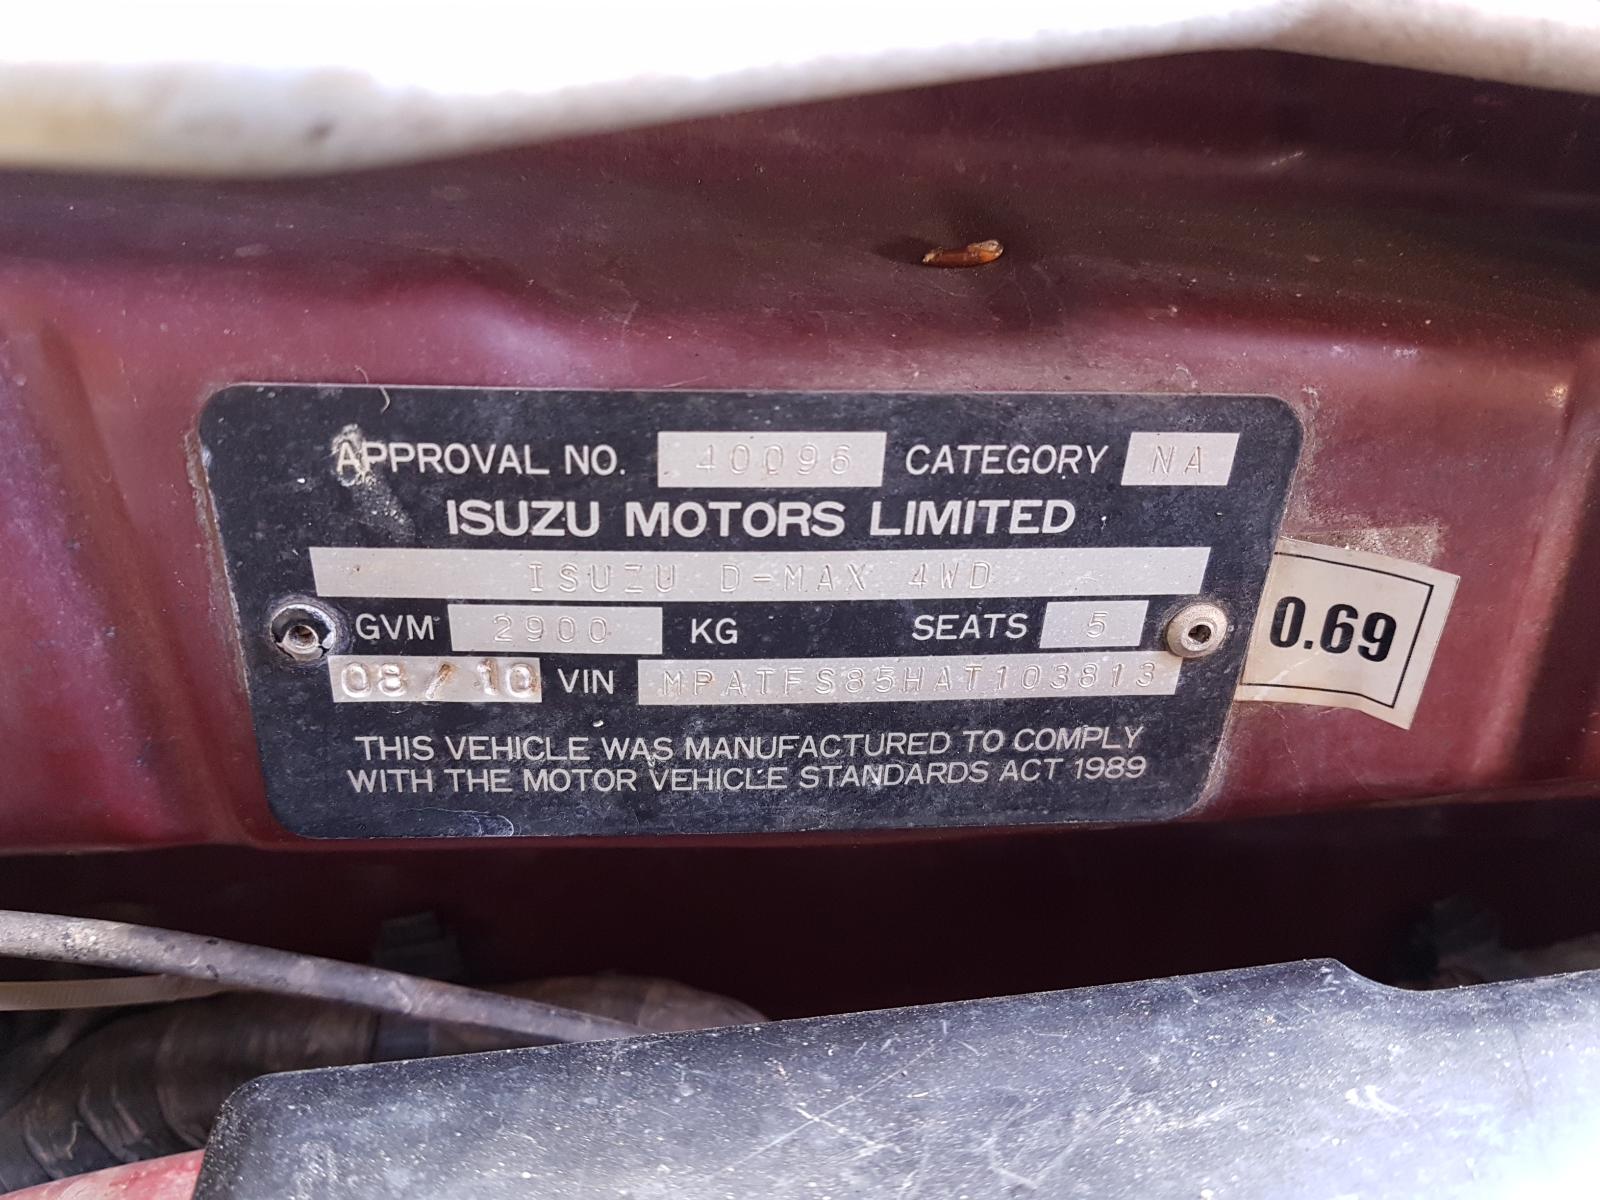 APPROVAL NO. 40096 CATEGORY NA
ISUZU MOTORS LIMITED
ISUZU D-MAX 4WD
GVM 2900 KG SEATS 5
08/10 VIN MPATFS85HAT103813
THIS VEHICLE WAS MANUFACTURED TO COMPLY
WITH THE MOTOR VEHICLE STANDARDS ACT 1989
0.69